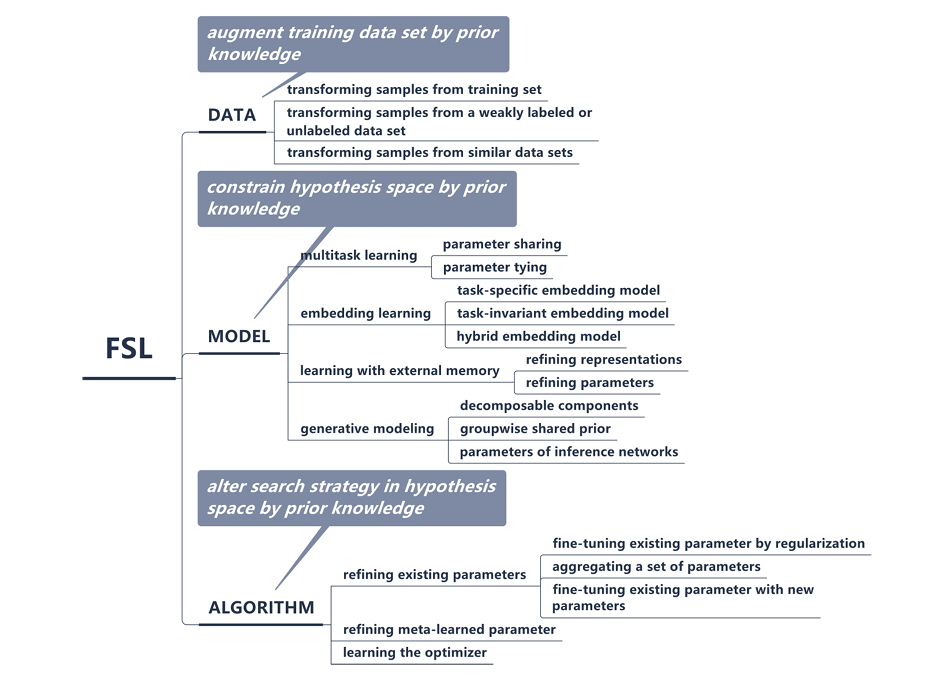 augment training data set by prior
knowledge
transforming samples from training set
DATA
transforming samples from a weakly labeled or
unlabeled data set
transforming samples from similar data sets
constrain hypothesis space by prior
knowledge
parameter sharing
multitask learning
parameter tying
task-specific embedding model
embedding learning
task-invariant embedding model
hybrid embedding model
MODEL
FSL
refining representations
learning with external memory
refining parameters
decomposable components
generative modeling
groupwise shared prior
parameters of inference networks
alter search strategy in hypothesis
space by prior knowledge
fine-tuning existing parameter by regularization
refining existing parameters
aggregating a set of parameters
fine-tuning existing parameter with new
parameters
ALGORITHM
refining meta-learned parameter
learning the optimizer